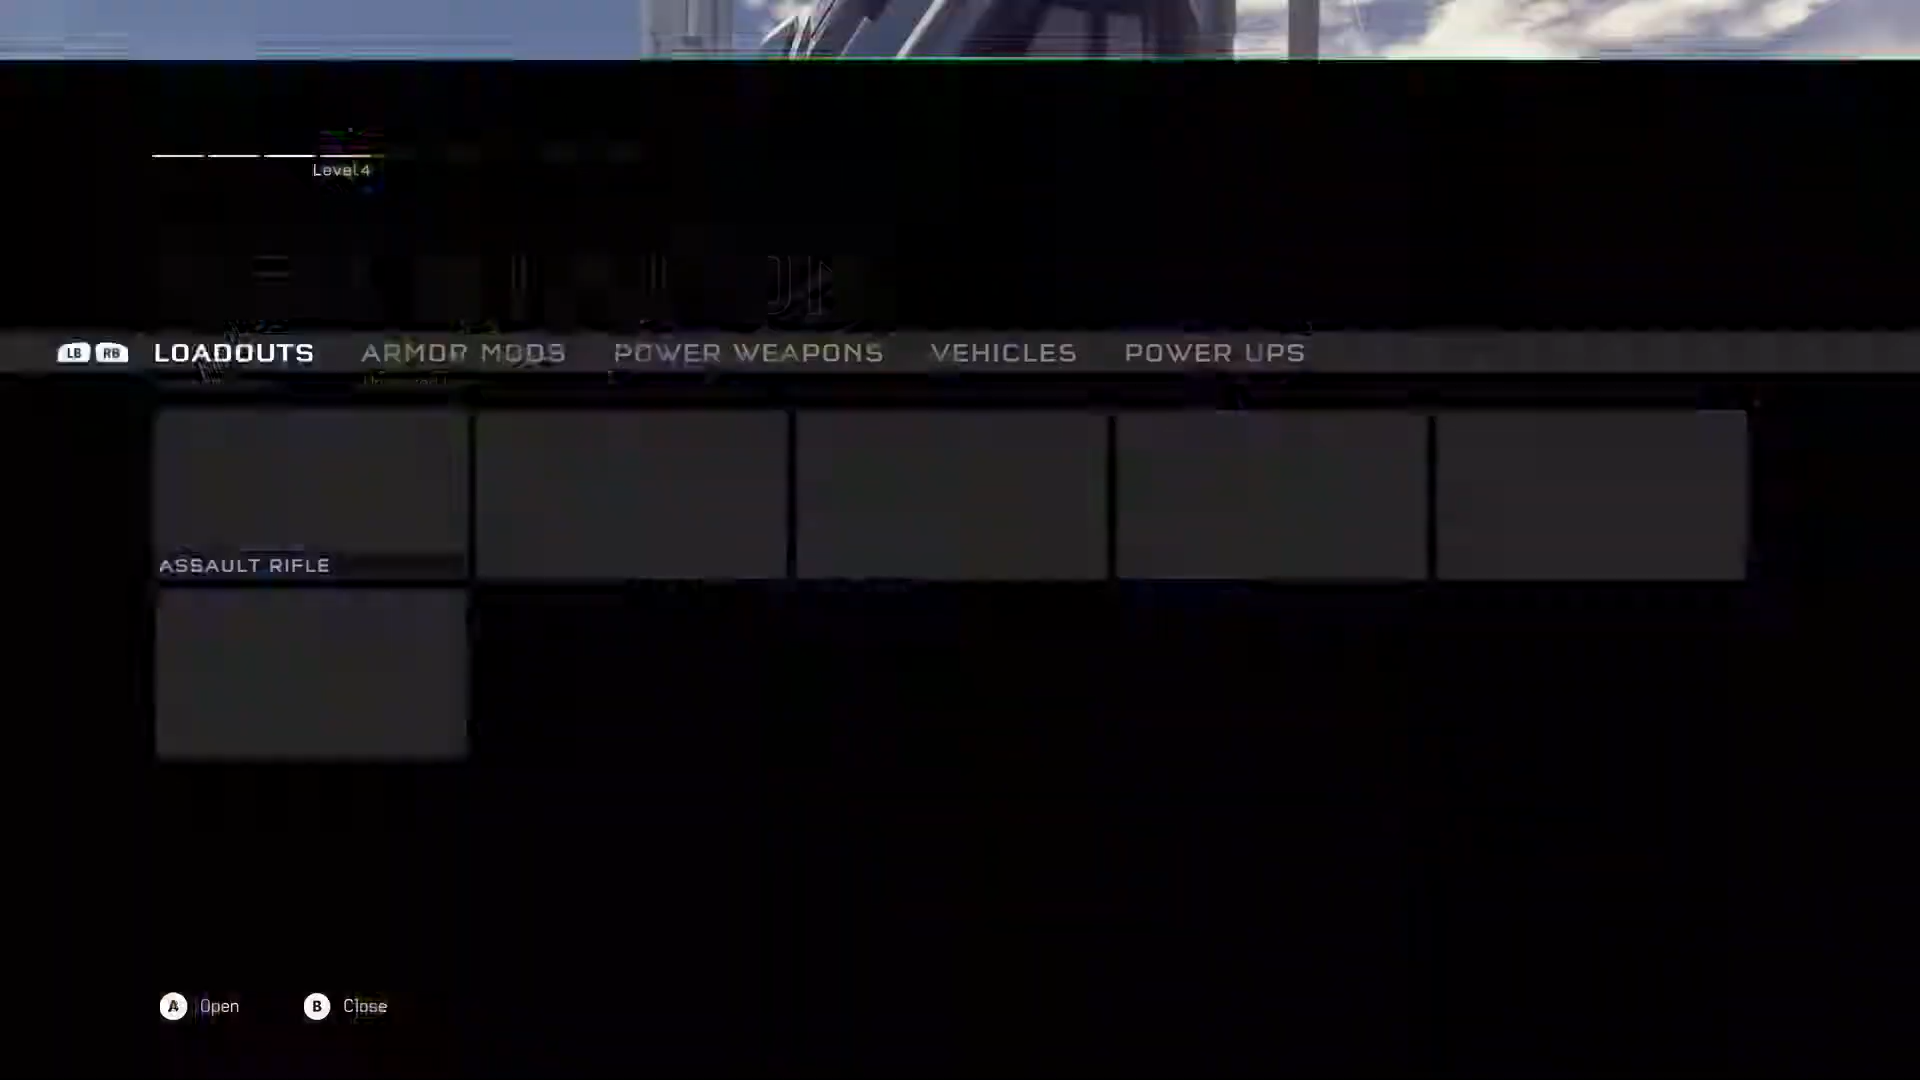 Level 4
LB RB LOADOUTS ARMOR MODS POWER WEAPONS VEHICLES POWER UPS
ASSAULT RIFLE
A Open B Close